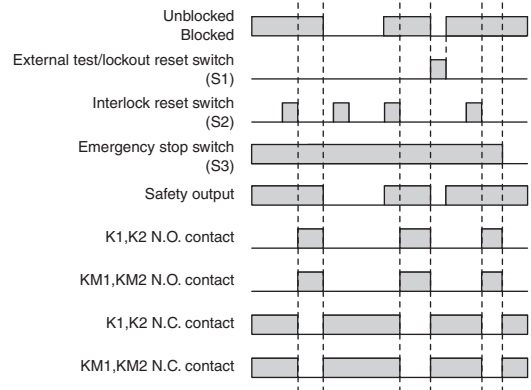 Unblocked
Blocked
External test/lockout reset switch
(S1)
Interlock reset switch
(S2)
Emergency stop switch
(S3)
Safety output
K1,K2 N.O. contact
KM1,KM2 N.O. contact
K1,K2 N.C. contact
KM1,KM2 N.C. contact